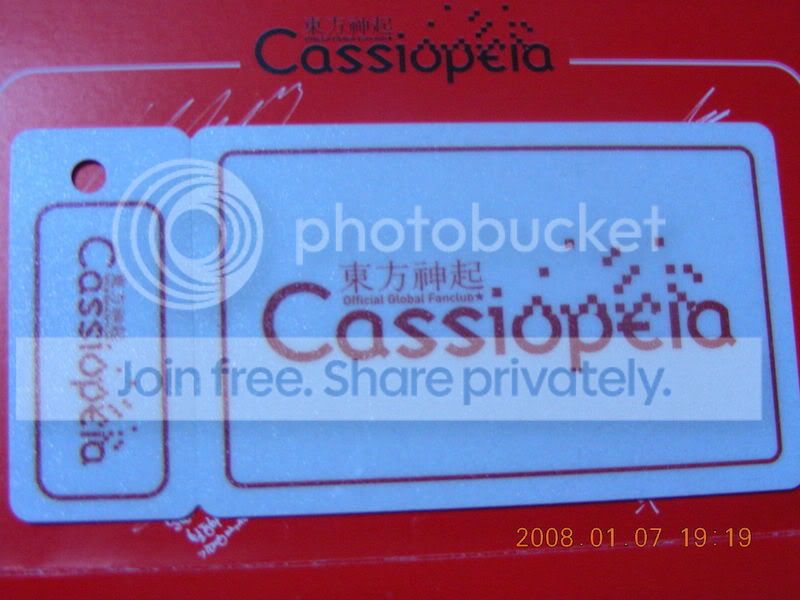 東方神起
Cassiopeia
photobucket
東方神起
Official Global Fanclub★
Cassiopeia
東方神起
Cassiopeia
Join free. Share privately.
2008.01.07 19:19